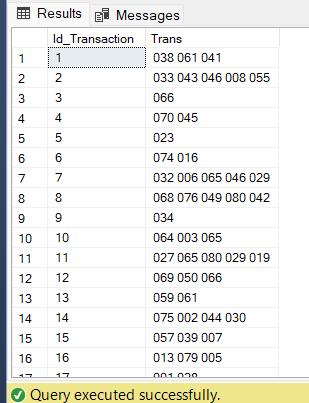 Results Messages
Id_Transaction Trans
1 1 038 061 041
2 2 033 043 046 008 055
3 3 066
4 4 070 045
5 5 023
6 6 074 016
7 7 032 006 065 046 029
8 8 068 076 049 080 042
9 9 034
10 10 064 003 065
11 11 027 065 080 029 019
12 12 069 050 066
13 13 059 061
14 14 075 002 044 030
15 15 057 039 007
16 16 013 079 005
17 17
Query executed successfully.